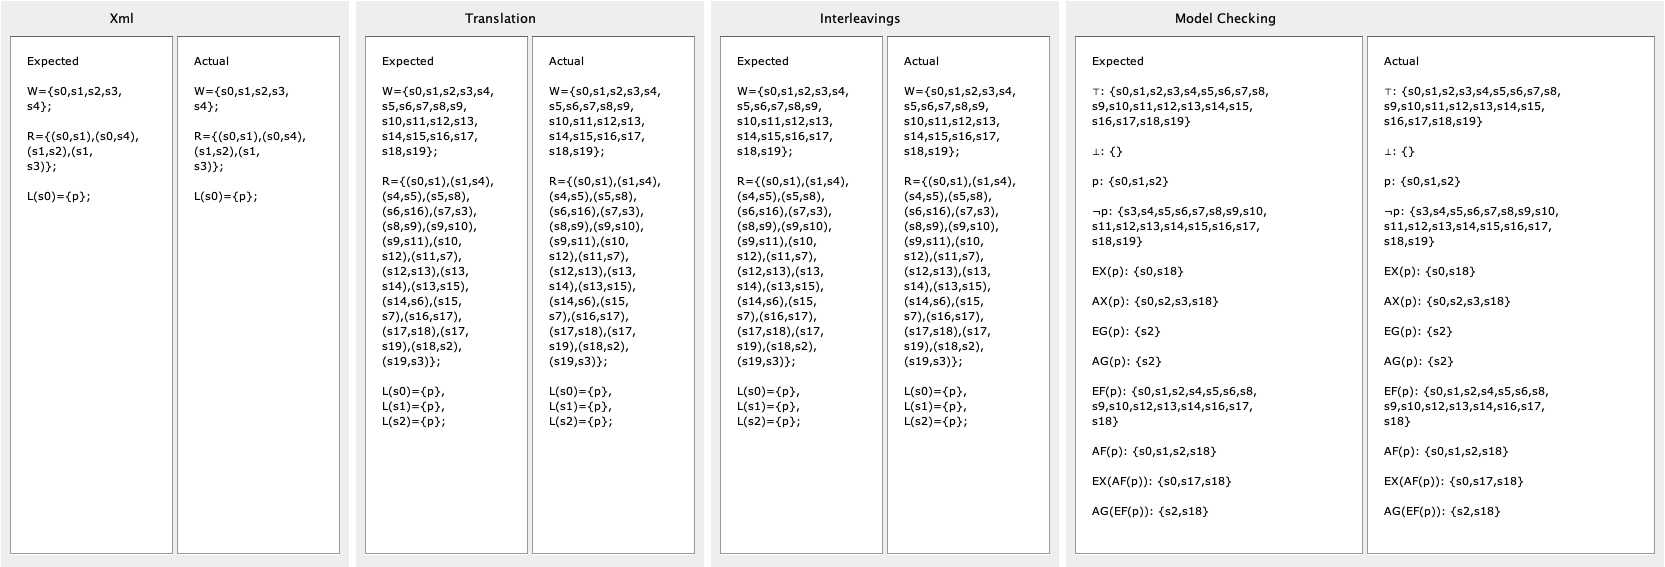 Xml
Expected
W={s0,s1,s2,s3,
s4};
R={(s0,s1),(s0,s4),
(s1,s2),(s1,
s3)};
L(s0)={p};
Actual
W={s0,s1,s2,s3,
s4};
R={(s0,s1),(s0,s4),
(s1,s2),(s1,
s3)};
L(s0)={p};
Translation
Expected
W={s0,s1,s2,s3,s4,
s5,s6,s7,s8,s9,
s10,s11,s12,s13,
s14,s15,s16,s17,
s18,s19};
R={(s0,s1),(s1,s4),
(s4,s5),(s5,s8),
(s6,s16),(s7,s3),
(s8,s9),(s9,s10),
(s9,s11),(s10,
s12),(s11,s7),
(s12,s13),(s13,
s14),(s13,s15),
(s14,s6),(s15,
s7),(s16,s17),
(s17,s18),(s17,
s19),(s18,s2),
(s19,s3)};
L(s0)={p},
L(s1)={p},
L(s2)={p};
Actual
W={s0,s1,s2,s3,s4,
s5,s6,s7,s8,s9,
s10,s11,s12,s13,
s14,s15,s16,s17,
s18,s19};
R={(s0,s1),(s1,s4),
(s4,s5),(s5,s8),
(s6,s16),(s7,s3),
(s8,s9),(s9,s10),
(s9,s11),(s10,
s12),(s11,s7),
(s12,s13),(s13,
s14),(s13,s15),
(s14,s6),(s15,
s7),(s16,s17),
(s17,s18),(s17,
s19),(s18,s2),
(s19,s3)};
L(s0)={p},
L(s1)={p},
L(s2)={p};
Interleavings
Expected
W={s0,s1,s2,s3,s4,
s5,s6,s7,s8,s9,
s10,s11,s12,s13,
s14,s15,s16,s17,
s18,s19};
R={(s0,s1),(s1,s4),
(s4,s5),(s5,s8),
(s6,s16),(s7,s3),
(s8,s9),(s9,s10),
(s9,s11),(s10,
s12),(s11,s7),
(s12,s13),(s13,
s14),(s13,s15),
(s14,s6),(s15,
s7),(s16,s17),
(s17,s18),(s17,
s19),(s18,s2),
(s19,s3)};
L(s0)={p},
L(s1)={p},
L(s2)={p};
Actual
W={s0,s1,s2,s3,s4,
s5,s6,s7,s8,s9,
s10,s11,s12,s13,
s14,s15,s16,s17,
s18,s19};
R={(s0,s1),(s1,s4),
(s4,s5),(s5,s8),
(s6,s16),(s7,s3),
(s8,s9),(s9,s10),
(s9,s11),(s10,
s12),(s11,s7),
(s12,s13),(s13,
s14),(s13,s15),
(s14,s6),(s15,
s7),(s16,s17),
(s17,s18),(s17,
s19),(s18,s2),
(s19,s3)};
L(s0)={p},
L(s1)={p},
L(s2)={p};
Model Checking
Expected
⊤: {s0,s1,s2,s3,s4,s5,s6,s7,s8
s9,s10,s11,s12,s13,s14,s15,
s16,s17,s18,s19}
⊥: {}
p: {s0,s1,s2}
¬p: {s3,s4,s5,s6,s7,s8,s9,s10,
s11,s12,s13,s14,s15,s16,s17,
s18,s19}
EX(p): {s0,s18}
AX(p): {s0,s2,s3,s18}
EG(p): {s2}
AG(p): {s2}
EF(p): {s0,s1,s2,s4,s5,s6,s8,
s9,s10,s12,s13,s14,s16,s17,
s18}
AF(p): {s0,s1,s2,s18}
EX(AF(p)): {s0,s17,s18}
AG(EF(p)): {s2,s18}
Actual
⊤: {s0,s1,s2,s3,s4,s5,s6,s7,s8
s9,s10,s11,s12,s13,s14,s15,
s16,s17,s18,s19}
⊥: {}
p: {s0,s1,s2}
¬p: {s3,s4,s5,s6,s7,s8,s9,s10,
s11,s12,s13,s14,s15,s16,s17,
s18,s19}
EX(p): {s0,s18}
AX(p): {s0,s2,s3,s18}
EG(p): {s2}
AG(p): {s2}
EF(p): {s0,s1,s2,s4,s5,s6,s8,
s9,s10,s12,s13,s14,s16,s17,
s18}
AF(p): {s0,s1,s2,s18}
EX(AF(p)): {s0,s17,s18}
AG(EF(p)): {s2,s18}